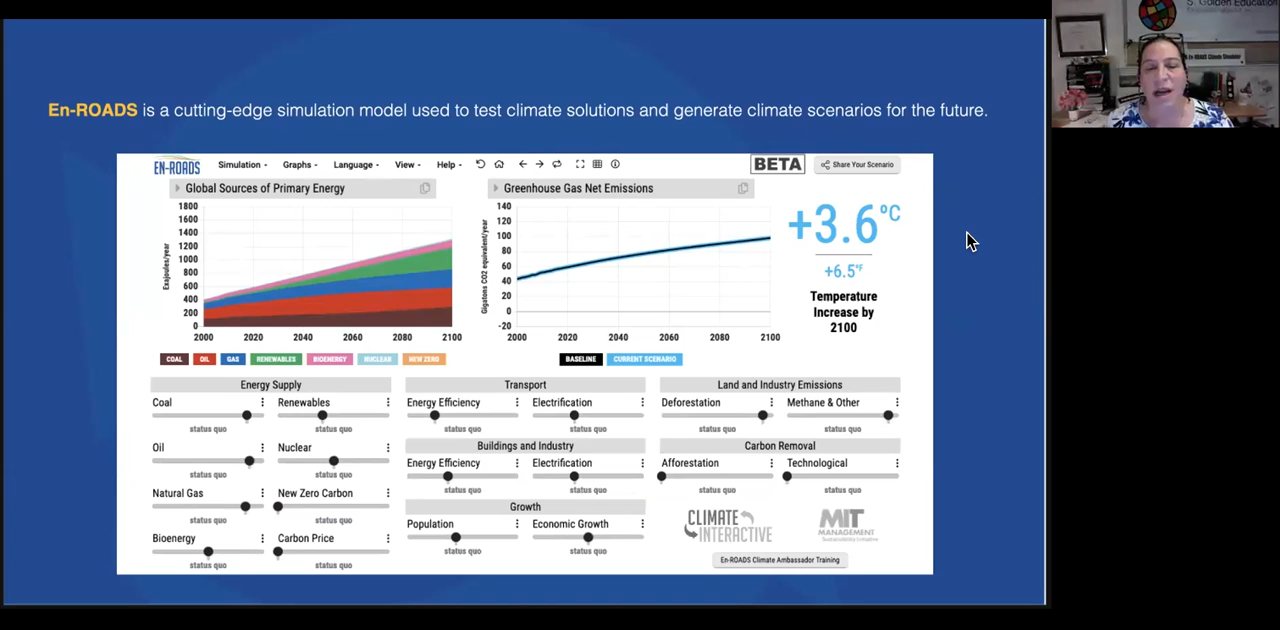 En-ROADS is a cutting-edge simulation model used to test climate solutions and generate climate scenarios for the future.
S. Golden Education
EN-ROADS Simulation Graphs Language View Help BETA Share Your Scenario
Global Sources of Primary Energy
Exajoules/year
1800
1600
1400
1200
1000
800
600
400
200
0
2000 2020 2040 2060 2080 2100
COAL OIL GAS RENEWABLES BIOENERGY NUCLEAR NEW ZERO
Greenhouse Gas Net Emissions
Gigatons CO2 equivalent/year
140
120
100
80
60
40
20
0
-20
2000 2020 2040 2060 2080 2100
BASELINE CURRENT SCENARIO
+3.6°C
+6.5°F
Temperature
Increase by
2100
Energy Supply
Coal Renewables
status quo status quo
Oil Nuclear
status quo status quo
Natural Gas New Zero Carbon
status quo status quo
Bioenergy Carbon Price
status quo status quo
Transport
Energy Efficiency Electrification
status quo status quo
Buildings and Industry
Energy Efficiency Electrification
status quo status quo
Growth
Population Economic Growth
status quo status quo
Land and Industry Emissions
Deforestation Methane & Other
status quo status quo
Carbon Removal
Afforestation Technological
status quo status quo
CLIMATE
INTERACTIVE
MIT
MANAGEMENT
Sustainability Initiative
En-ROADS Climate Ambassador Training